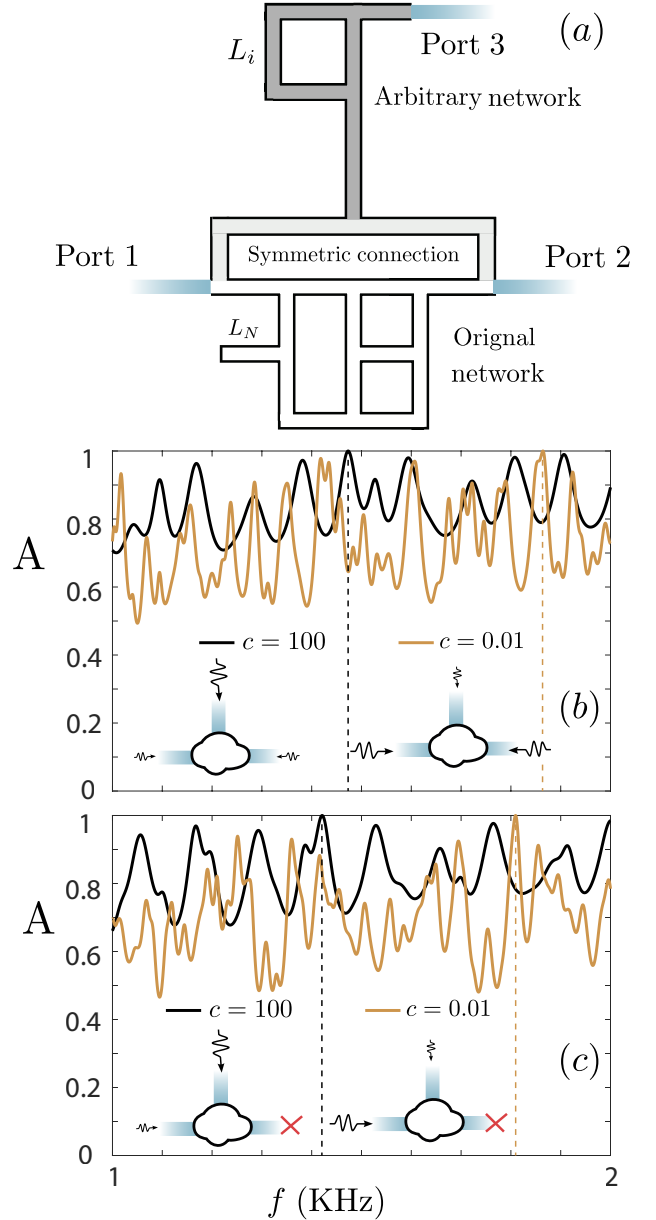 Port 3
(a)
L_i
Arbitrary network
Port 1
Symmetric connection
Port 2
L_N
Orignal
network
1
0.8
A
0.6
c = 100
c = 0.01
0.4
0.2
(b)
0
1
0.8
A
0.6
c = 100
c = 0.01
0.4
(c)
0.2
0
1
2
f (KHz)